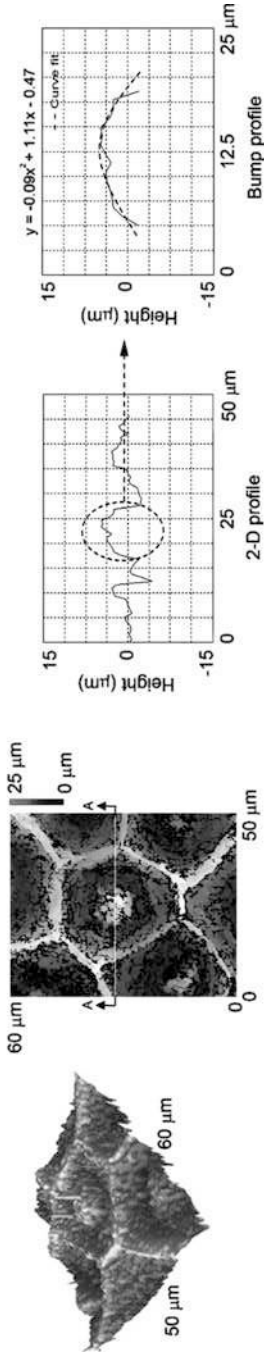 50 µm
60 µm
60 µm
0
0
50 µm
A
A
25 µm
0 µm
Height (µm)
15
0
-15
0
25
50 µm
2-D profile
Height (µm)
15
0
-15
0
12.5
25 µm
Bump profile
y = -0.09x² + 1.11x - 0.47
- - Curve fit